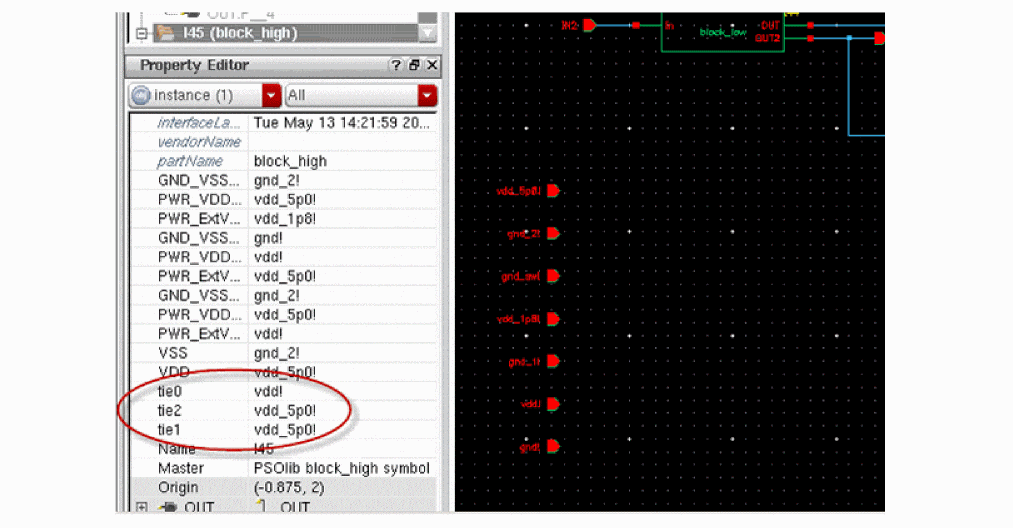 OUT.P__4
I45 (block_high)
Property Editor
instance (1) All
interfaceLa... Tue May 13 14:21:59 20...
vendorName
partName block_high
GND_VSS... gnd_2!
PWR_VDD... vdd_5p0!
PWR_ExtV... vdd_1p8!
GND_VSS... gnd!
PWR_VDD... vdd!
PWR_ExtV... vdd_5p0!
GND_VSS... gnd_2!
PWR_VDD... vdd_5p0!
PWR_ExtV... vdd!
VSS gnd_2!
VDD vdd_5p0!
tie0 vdd!
tie2 vdd_5p0!
tie1 vdd_5p0!
Name I45
Master PSOlib block_high symbol
Origin (-0.875, 2)
OUT OUT
IN2 in block_low OUT
OUT2
vdd_5p0!
gnd_2!
gnd_sw!
vdd_1p8!
gnd_1!
vdd!
gnd!